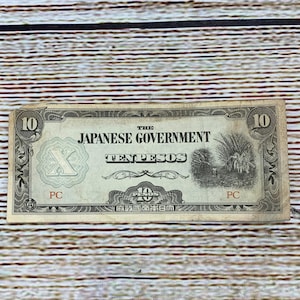 10 10
THE
JAPANESE GOVERNMENT
X TEN PESOS
PC PC
10